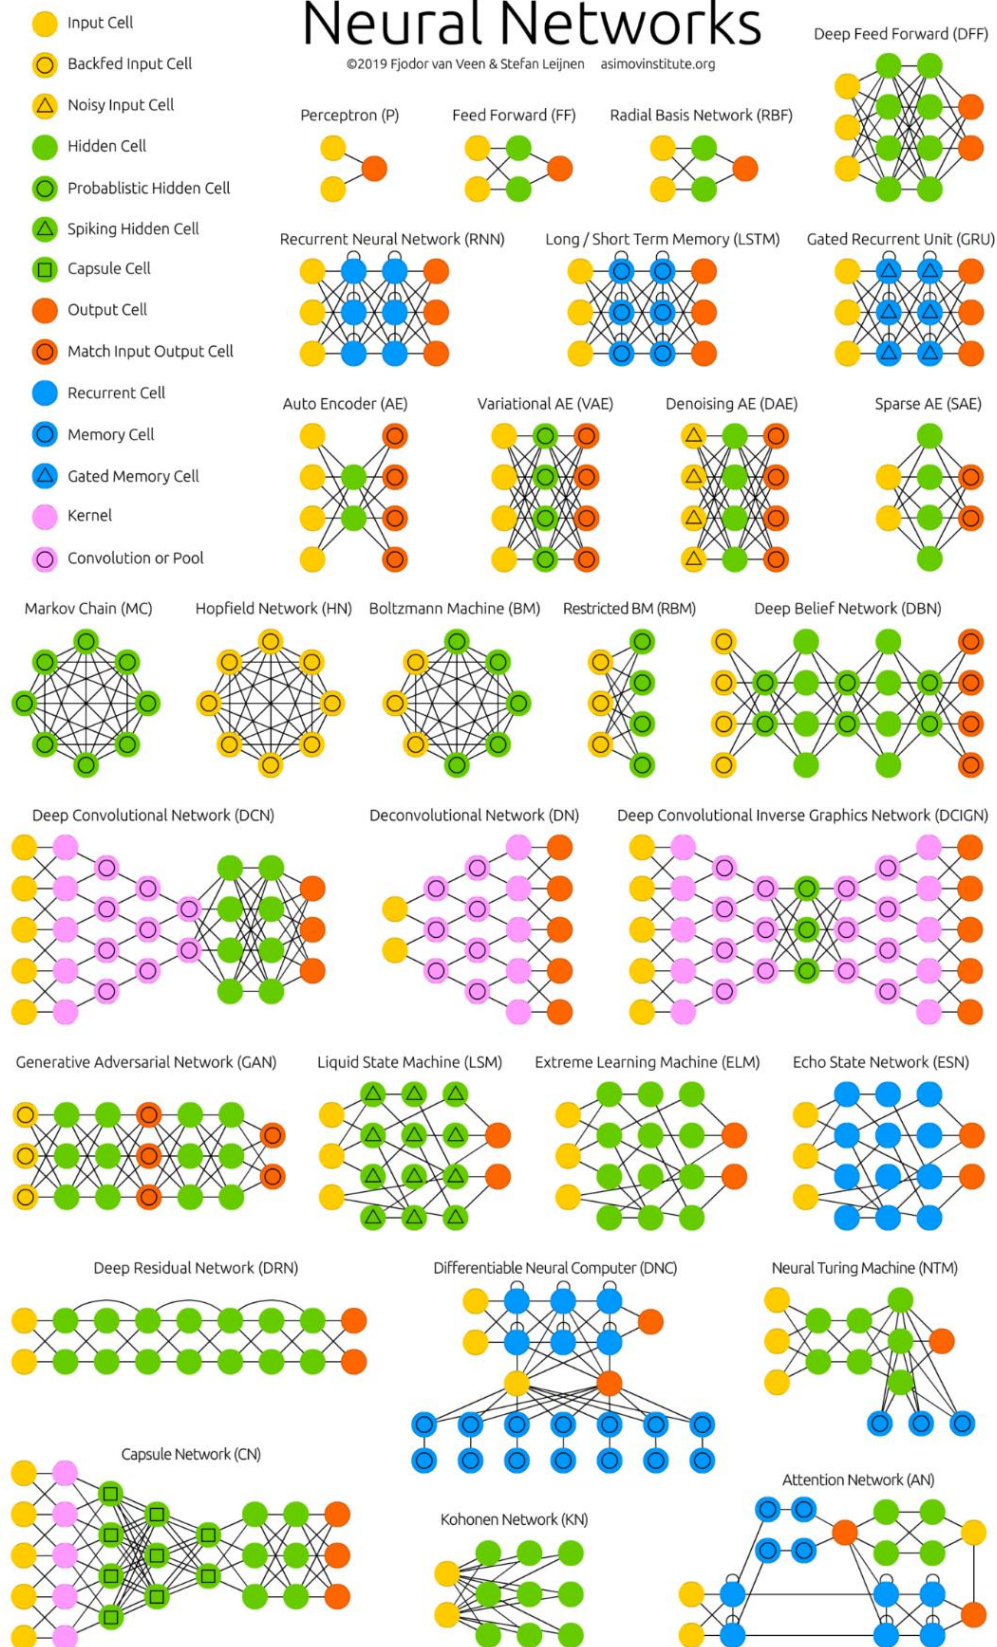 Neural Networks
©2019 Fjodor van Veen & Stefan Leijnen asimovinstitute.org
Input Cell
Backfed Input Cell
Noisy Input Cell
Hidden Cell
Probablistic Hidden Cell
Spiking Hidden Cell
Capsule Cell
Output Cell
Match Input Output Cell
Recurrent Cell
Memory Cell
Gated Memory Cell
Kernel
Convolution or Pool
Deep Feed Forward (DFF)
Perceptron (P)
Feed Forward (FF)
Radial Basis Network (RBF)
Recurrent Neural Network (RNN)
Long / Short Term Memory (LSTM)
Gated Recurrent Unit (GRU)
Auto Encoder (AE)
Variational AE (VAE)
Denoising AE (DAE)
Sparse AE (SAE)
Markov Chain (MC)
Hopfield Network (HN)
Boltzmann Machine (BM)
Restricted BM (RBM)
Deep Belief Network (DBN)
Deep Convolutional Network (DCN)
Deconvolutional Network (DN)
Deep Convolutional Inverse Graphics Network (DCIGN)
Generative Adversarial Network (GAN)
Liquid State Machine (LSM)
Extreme Learning Machine (ELM)
Echo State Network (ESN)
Deep Residual Network (DRN)
Differentiable Neural Computer (DNC)
Neural Turing Machine (NTM)
Capsule Network (CN)
Kohonen Network (KN)
Attention Network (AN)